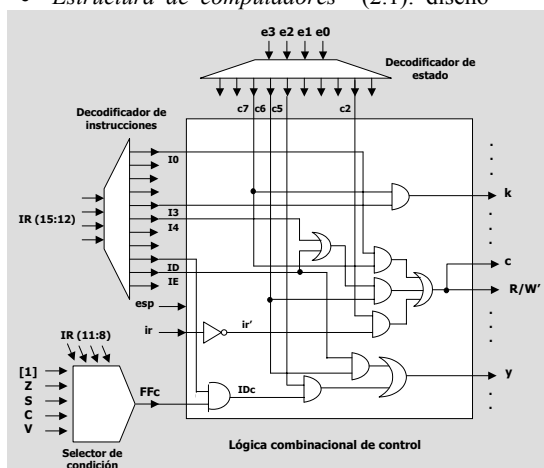 • Estructura de computadores (2.1): diseño
e3 e2 e1 e0
Decodificador de
estado
c7 c6 c5 c2
Decodificador de
instrucciones
I0
k
IR (15:12)
I3
I4
c
ID
IE
R/W'
esp
ir
ir'
IR (11:8)
[1]
Z
S
C
V
FFc
IDc
y
Selector de
condición
Lógica combinacional de control